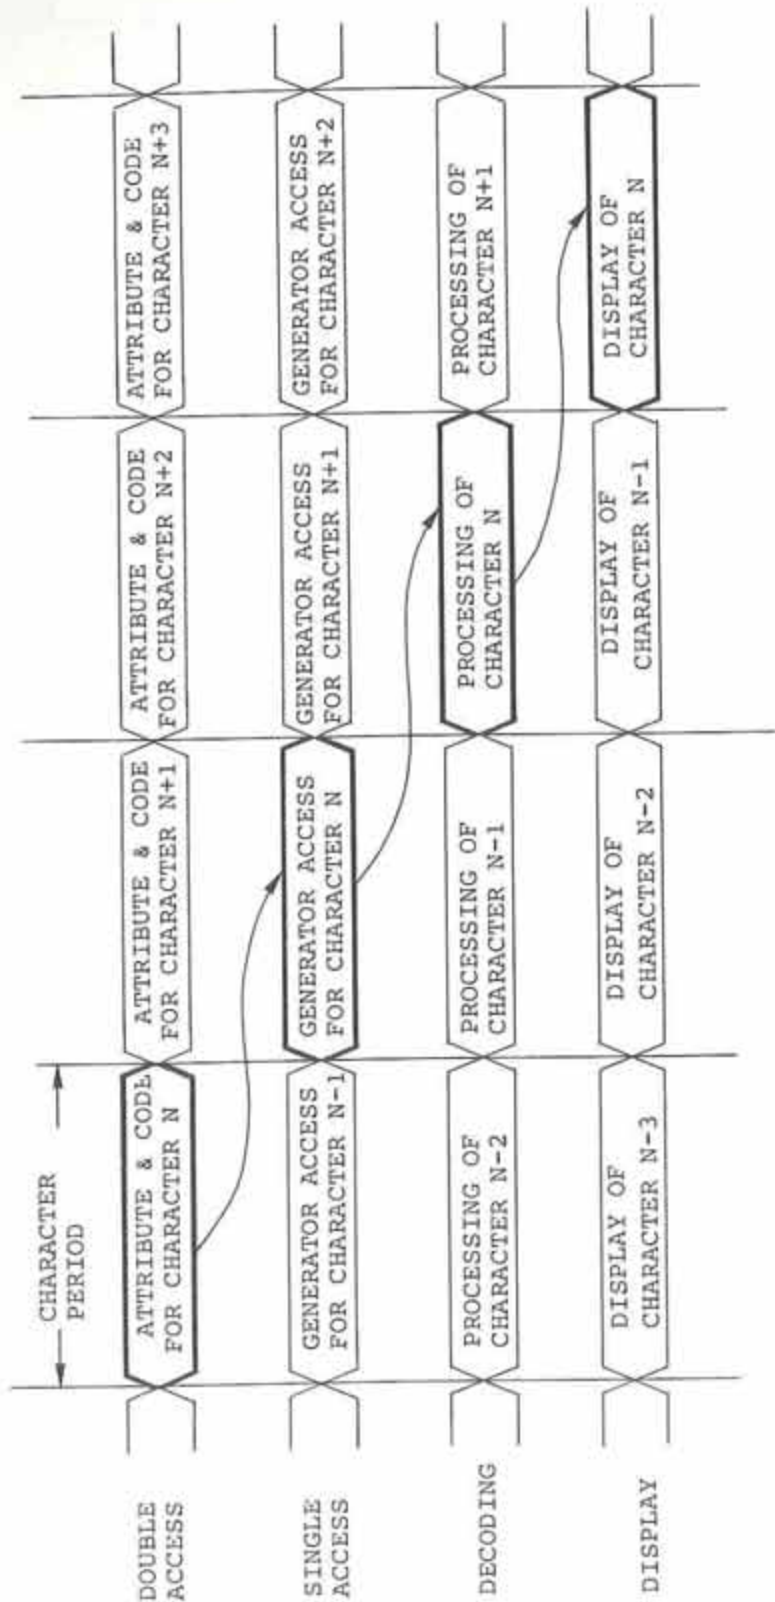 CHARACTER
PERIOD
DOUBLE
ACCESS
ATTRIBUTE & CODE
FOR CHARACTER N
ATTRIBUTE & CODE
FOR CHARACTER N+1
ATTRIBUTE & CODE
FOR CHARACTER N+2
ATTRIBUTE & CODE
FOR CHARACTER N+3
SINGLE
ACCESS
GENERATOR ACCESS
FOR CHARACTER N-1
GENERATOR ACCESS
FOR CHARACTER N
GENERATOR ACCESS
FOR CHARACTER N+1
GENERATOR ACCESS
FOR CHARACTER N+2
DECODING
PROCESSING OF
CHARACTER N-2
PROCESSING OF
CHARACTER N-1
PROCESSING OF
CHARACTER N
PROCESSING OF
CHARACTER N+1
DISPLAY
DISPLAY OF
CHARACTER N-3
DISPLAY OF
CHARACTER N-2
DISPLAY OF
CHARACTER N-1
DISPLAY OF
CHARACTER N